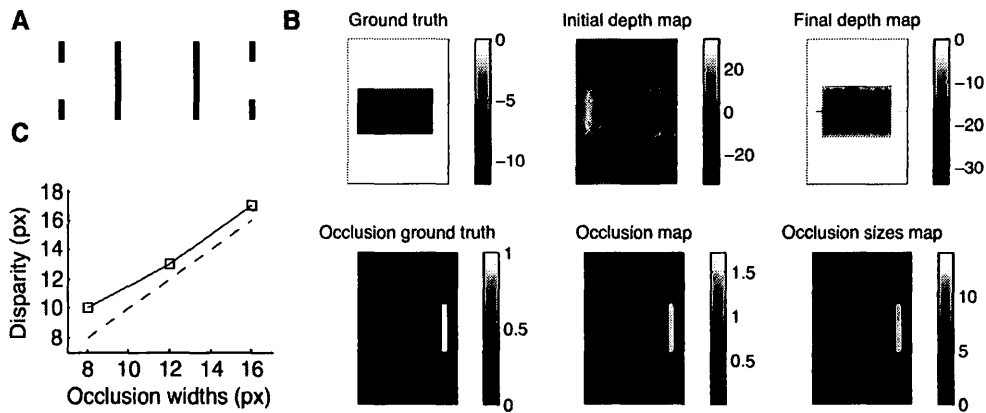 A
B
Ground truth
0
−5
−10
Initial depth map
20
0
−20
Final depth map
0
−10
−20
−30
C
Disparity (px)
18
16
14
12
10
8
8 10 12 14 16
Occlusion widths (px)
Occlusion ground truth
1
0.5
0
Occlusion map
1.5
1
0.5
Occlusion sizes map
10
5
0